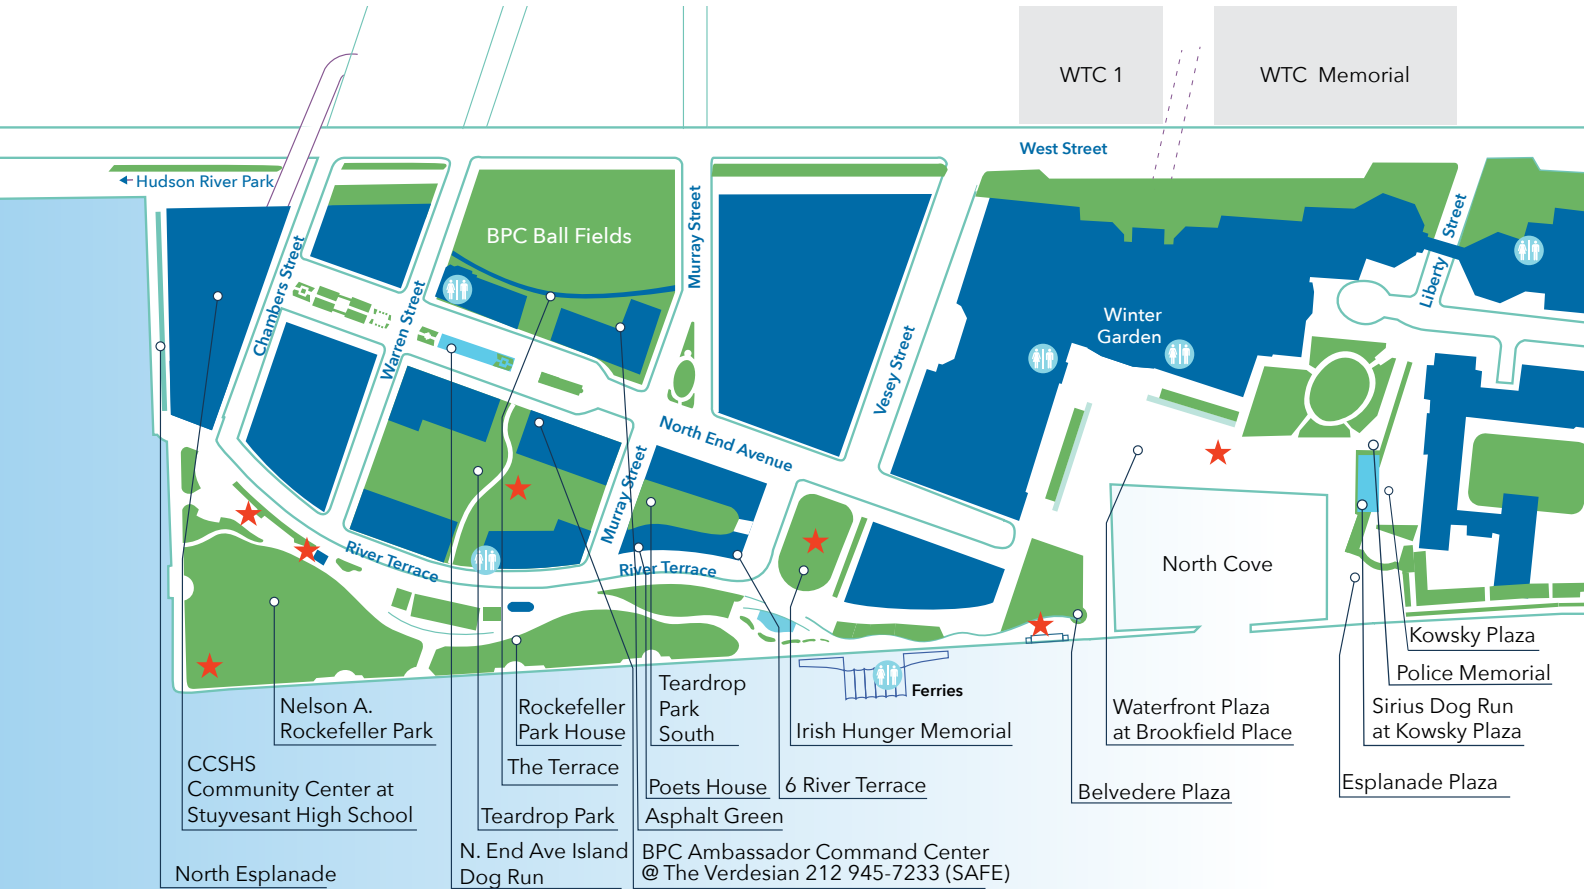 WTC 1
WTC Memorial
West Street
Hudson River Park
BPC Ball Fields
Murray Street
Liberty Street
Chambers Street
Warren Street
Vesey Street
Winter
Garden
North End Avenue
Murray Street
River Terrace
River Terrace
North Cove
Ferries
Kowsky Plaza
Police Memorial
Nelson A.
Rockefeller Park
Rockefeller
Park House
Teardrop
Park
South
Irish Hunger Memorial
Waterfront Plaza
at Brookfield Place
Sirius Dog Run
at Kowsky Plaza
CCSHS
Community Center at
Stuyvesant High School
The Terrace
Poets House
6 River Terrace
Belvedere Plaza
Esplanade Plaza
Teardrop Park
Asphalt Green
North Esplanade
N. End Ave Island
Dog Run
BPC Ambassador Command Center
@ The Verdesian 212 945-7233 (SAFE)